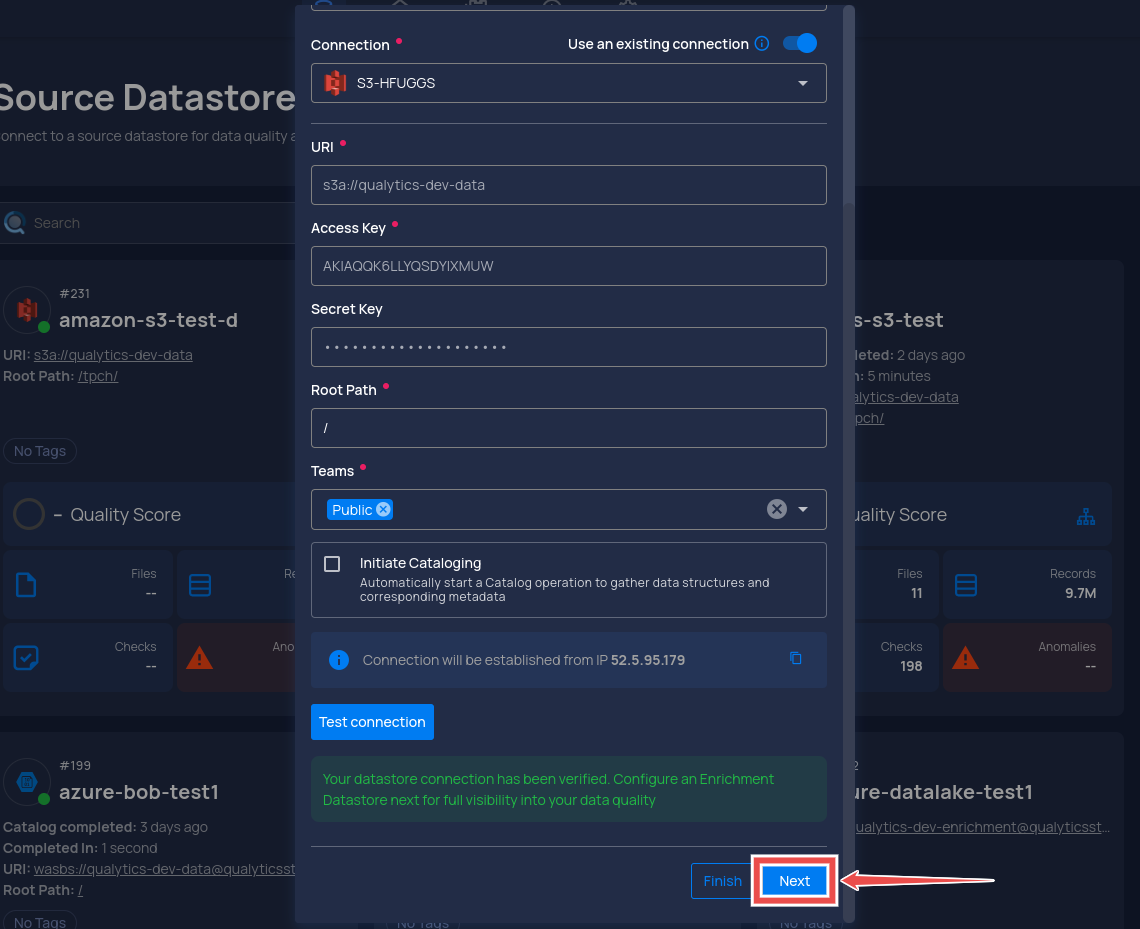 Connection
Use an existing connection
S3-HFUGGS
Source Datastore
connect to a source datastore for data quality a
URI
s3a://qualytics-dev-data
Search
Access Key
AKIAQQK6LLYQSDYIXMUW
#231
amazon-s3-test-d
URI: s3a://qualytics-dev-data
Root Path: /tpch/
No Tags
– Quality Score
Files
--
Re
Checks
--
Ano
Secret Key
••••••••••••••••••••
Root Path
/
Teams
Public
Initiate Cataloging
Automatically start a Catalog operation to gather data structures and
corresponding metadata
Connection will be established from IP 52.5.95.179
Test connection
Your datastore connection has been verified. Configure an Enrichment
Datastore next for full visibility into your data quality
Finish
Next
s-s3-test
leted: 2 days ago
n: 5 minutes
alytics-dev-data
pch/
uality Score
Files
11
Records
9.7M
Checks
198
Anomalies
--
#199
azure-bob-test1
Catalog completed: 3 days ago
Completed In: 1 second
URI: wasbs://qualytics-dev-data@qualyticsst
Root Path: /
No Tags
No Tags
2
ure-datalake-test1
ualytics-dev-enrichment@qualyticsst...
No Tags